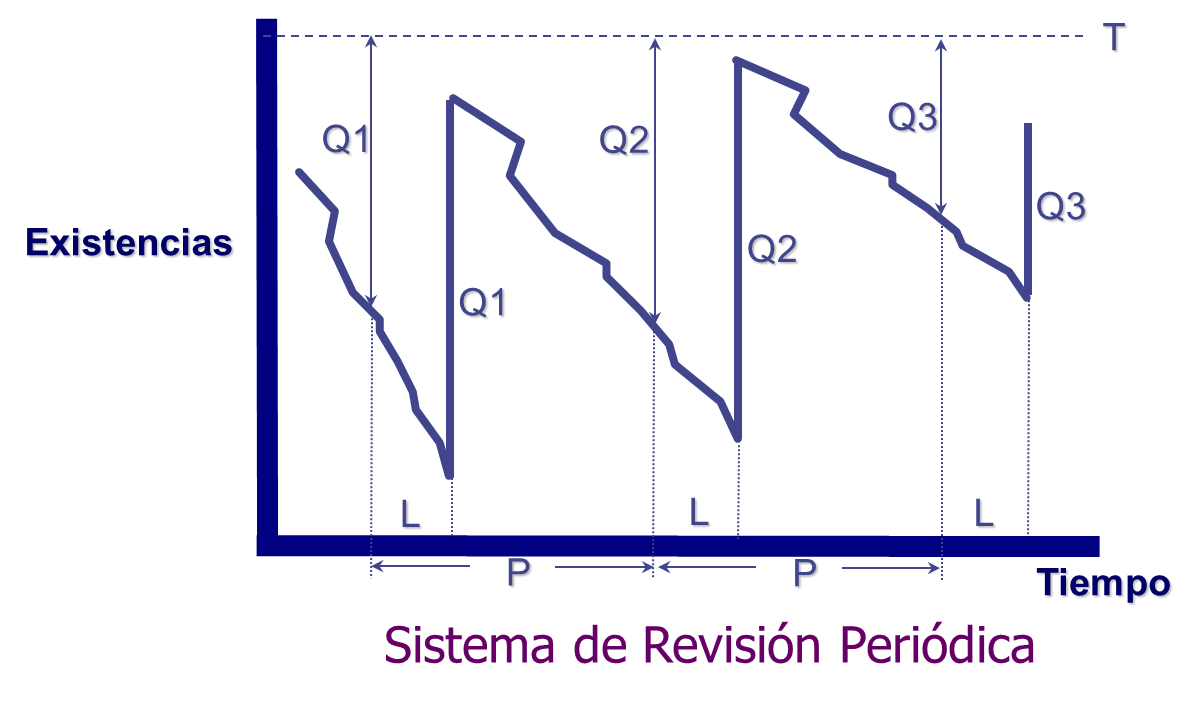 T
Q1
Q2
Q3
Q3
Existencias
Q2
Q1
L
L
L
P
P
Tiempo
Sistema de Revisión Periódica